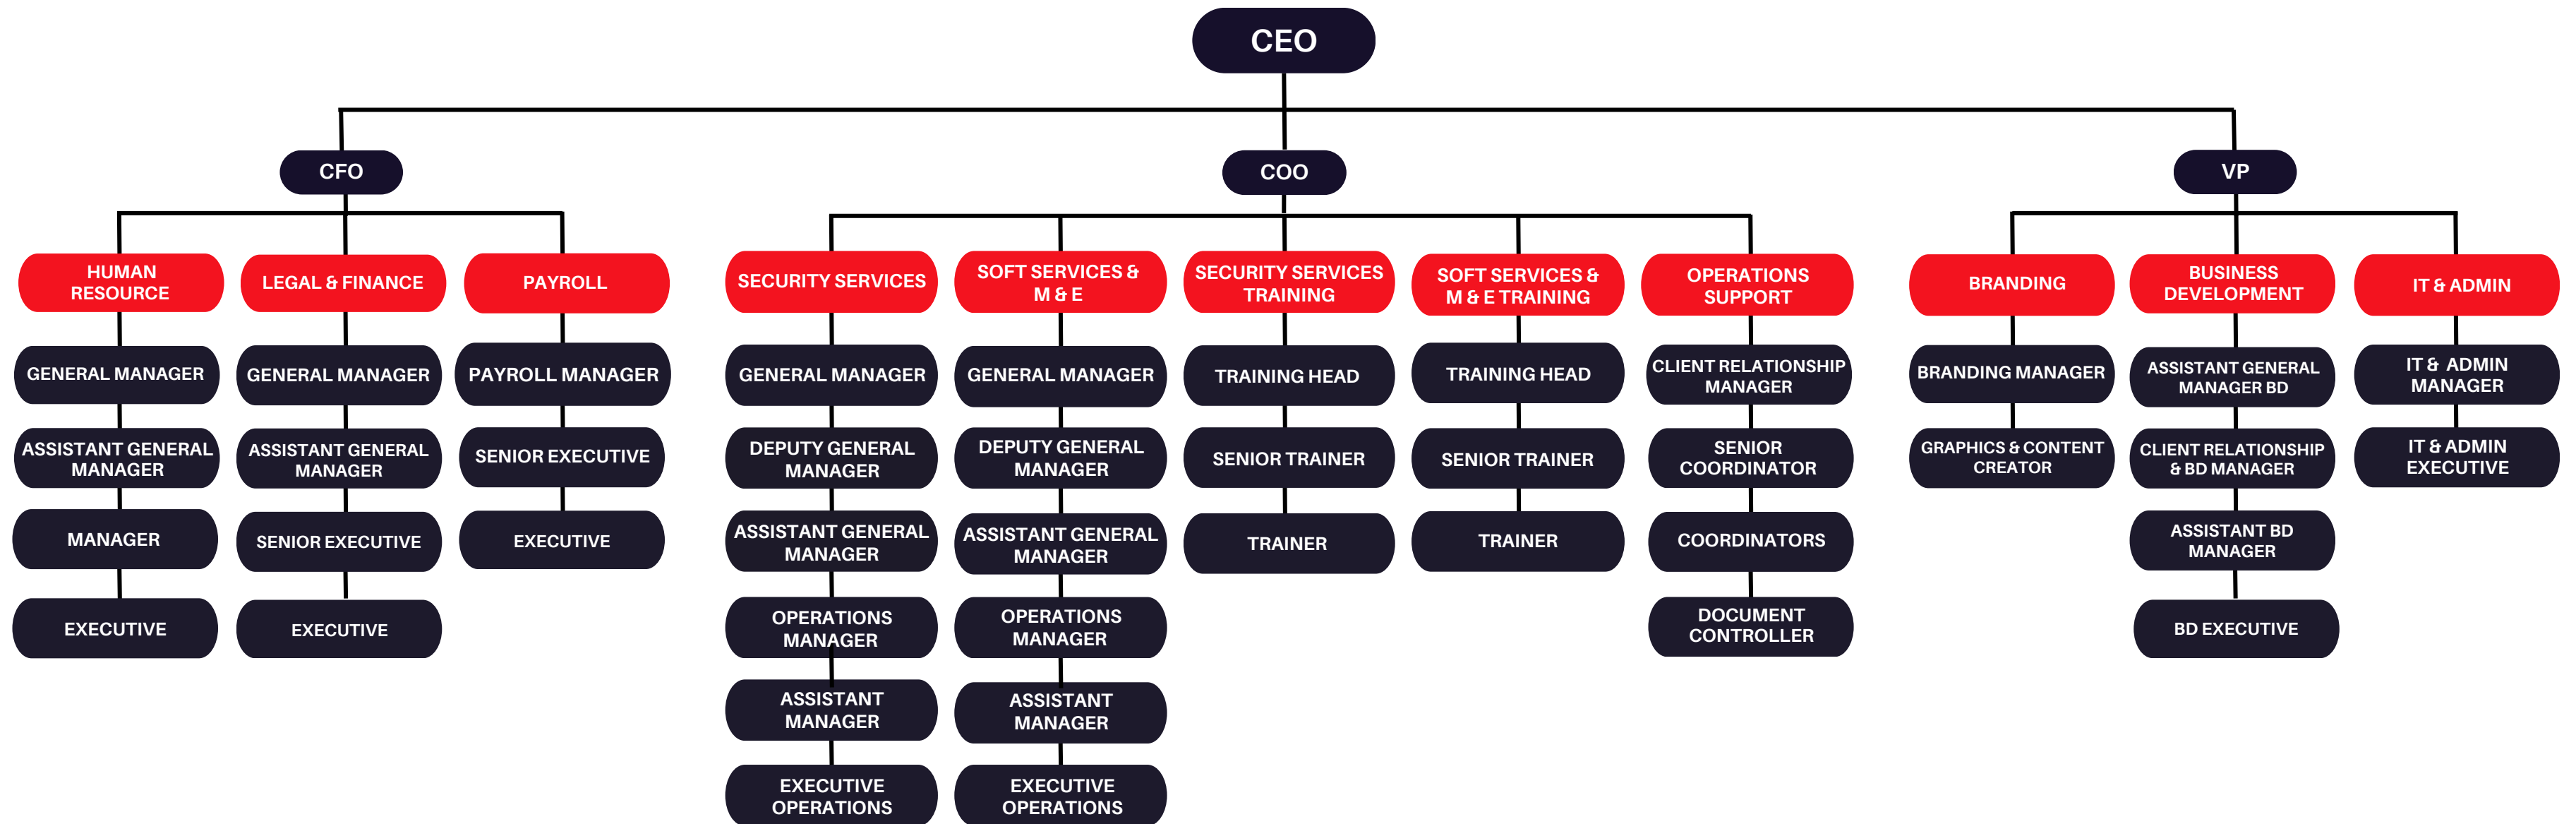 CEO
CFO
COO
VP
HUMAN
RESOURCE
LEGAL & FINANCE
PAYROLL
SECURITY SERVICES
SOFT SERVICES &
M & E
SECURITY SERVICES
TRAINING
SOFT SERVICES &
M & E TRAINING
OPERATIONS
SUPPORT
BRANDING
BUSINESS
DEVELOPMENT
IT & ADMIN
GENERAL MANAGER
GENERAL MANAGER
PAYROLL MANAGER
GENERAL MANAGER
GENERAL MANAGER
TRAINING HEAD
TRAINING HEAD
CLIENT RELATIONSHIP
MANAGER
BRANDING MANAGER
ASSISTANT GENERAL
MANAGER BD
IT & ADMIN
MANAGER
ASSISTANT GENERAL
MANAGER
ASSISTANT GENERAL
MANAGER
SENIOR EXECUTIVE
DEPUTY GENERAL
MANAGER
DEPUTY GENERAL
MANAGER
SENIOR TRAINER
SENIOR TRAINER
SENIOR
COORDINATOR
GRAPHICS & CONTENT
CREATOR
CLIENT RELATIONSHIP
& BD MANAGER
IT & ADMIN
EXECUTIVE
MANAGER
SENIOR EXECUTIVE
EXECUTIVE
ASSISTANT GENERAL
MANAGER
ASSISTANT GENERAL
MANAGER
TRAINER
TRAINER
COORDINATORS
ASSISTANT BD
MANAGER
EXECUTIVE
EXECUTIVE
OPERATIONS
MANAGER
OPERATIONS
MANAGER
DOCUMENT
CONTROLLER
BD EXECUTIVE
ASSISTANT
MANAGER
ASSISTANT
MANAGER
EXECUTIVE
OPERATIONS
EXECUTIVE
OPERATIONS